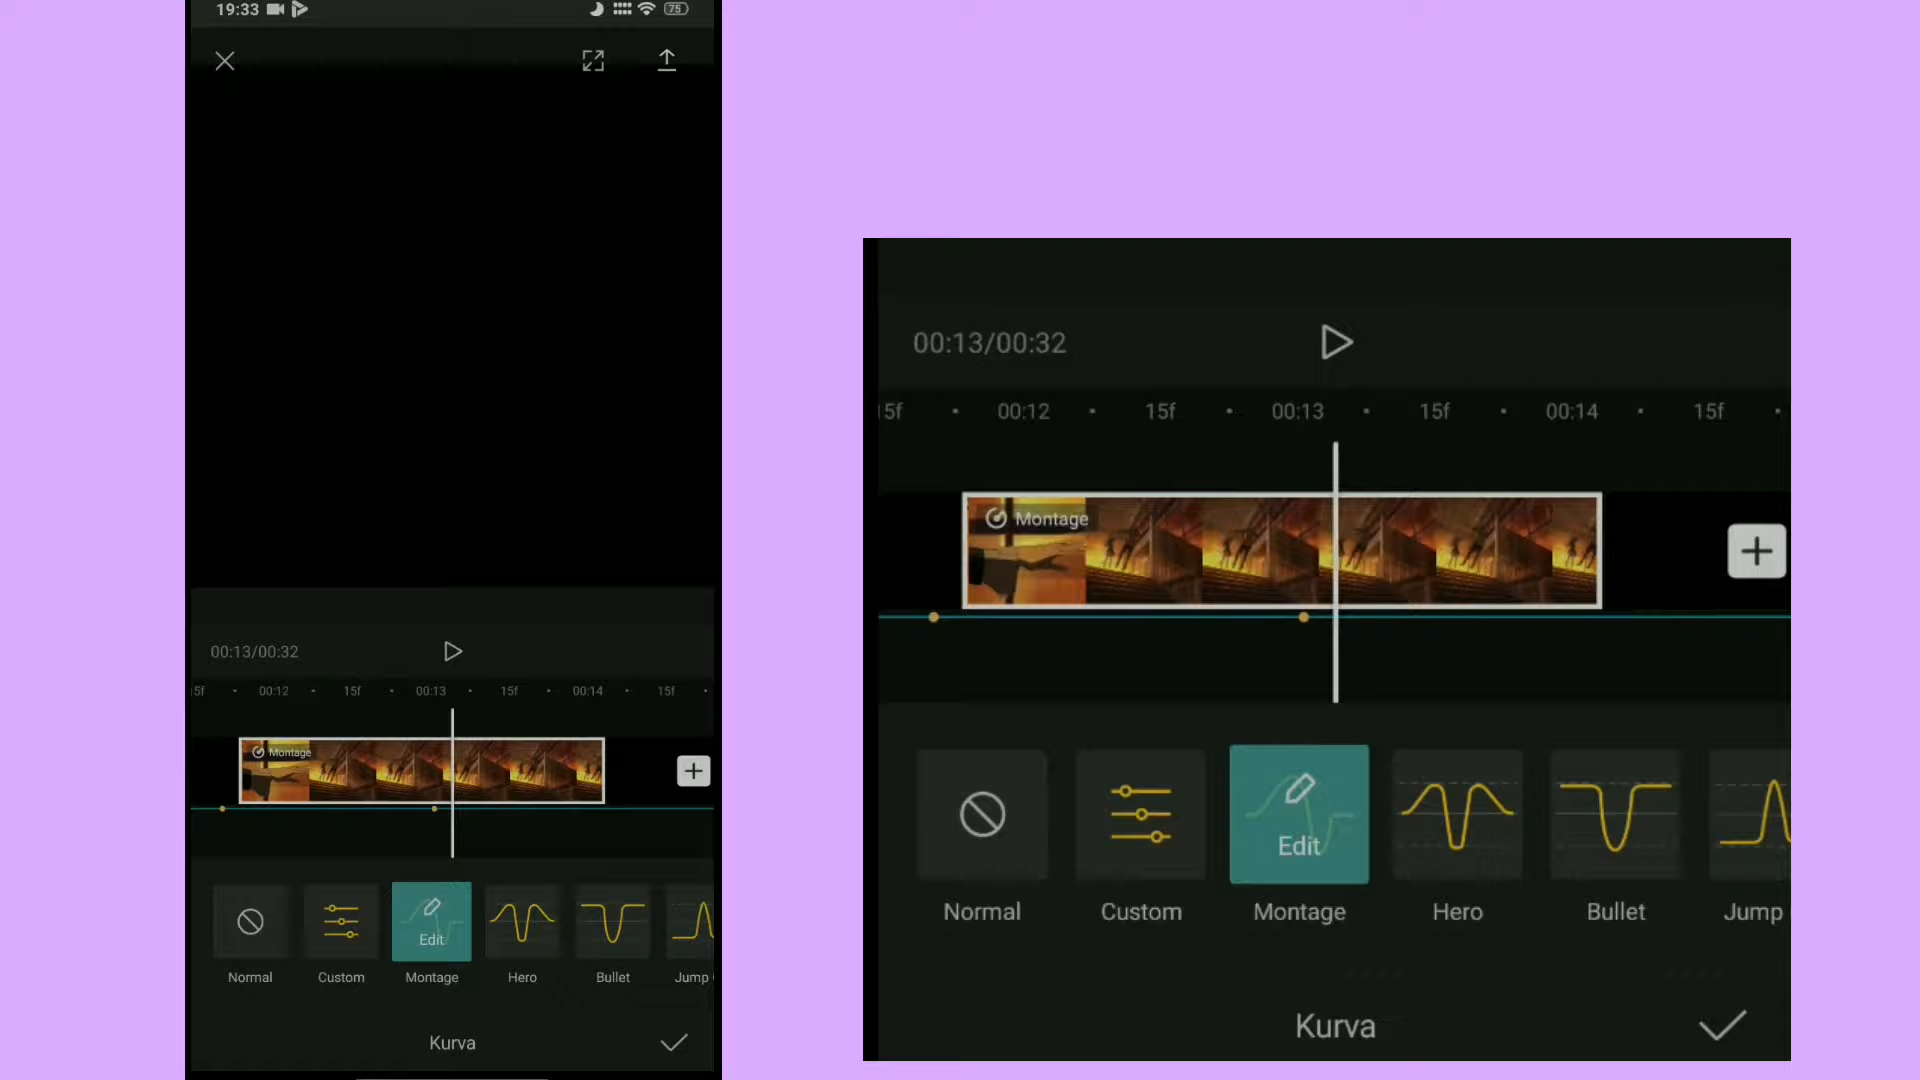 19:33
75
00:13/00:32
5f 00:12 15f 00:13 15f 00:14 15f
Montage
Edit
Normal Custom Montage Hero Bullet Jump
Kurva
00:13/00:32
5f 00:12 15f 00:13 15f 00:14 15f
Montage
Edit
Normal Custom Montage Hero Bullet Jump
Kurva